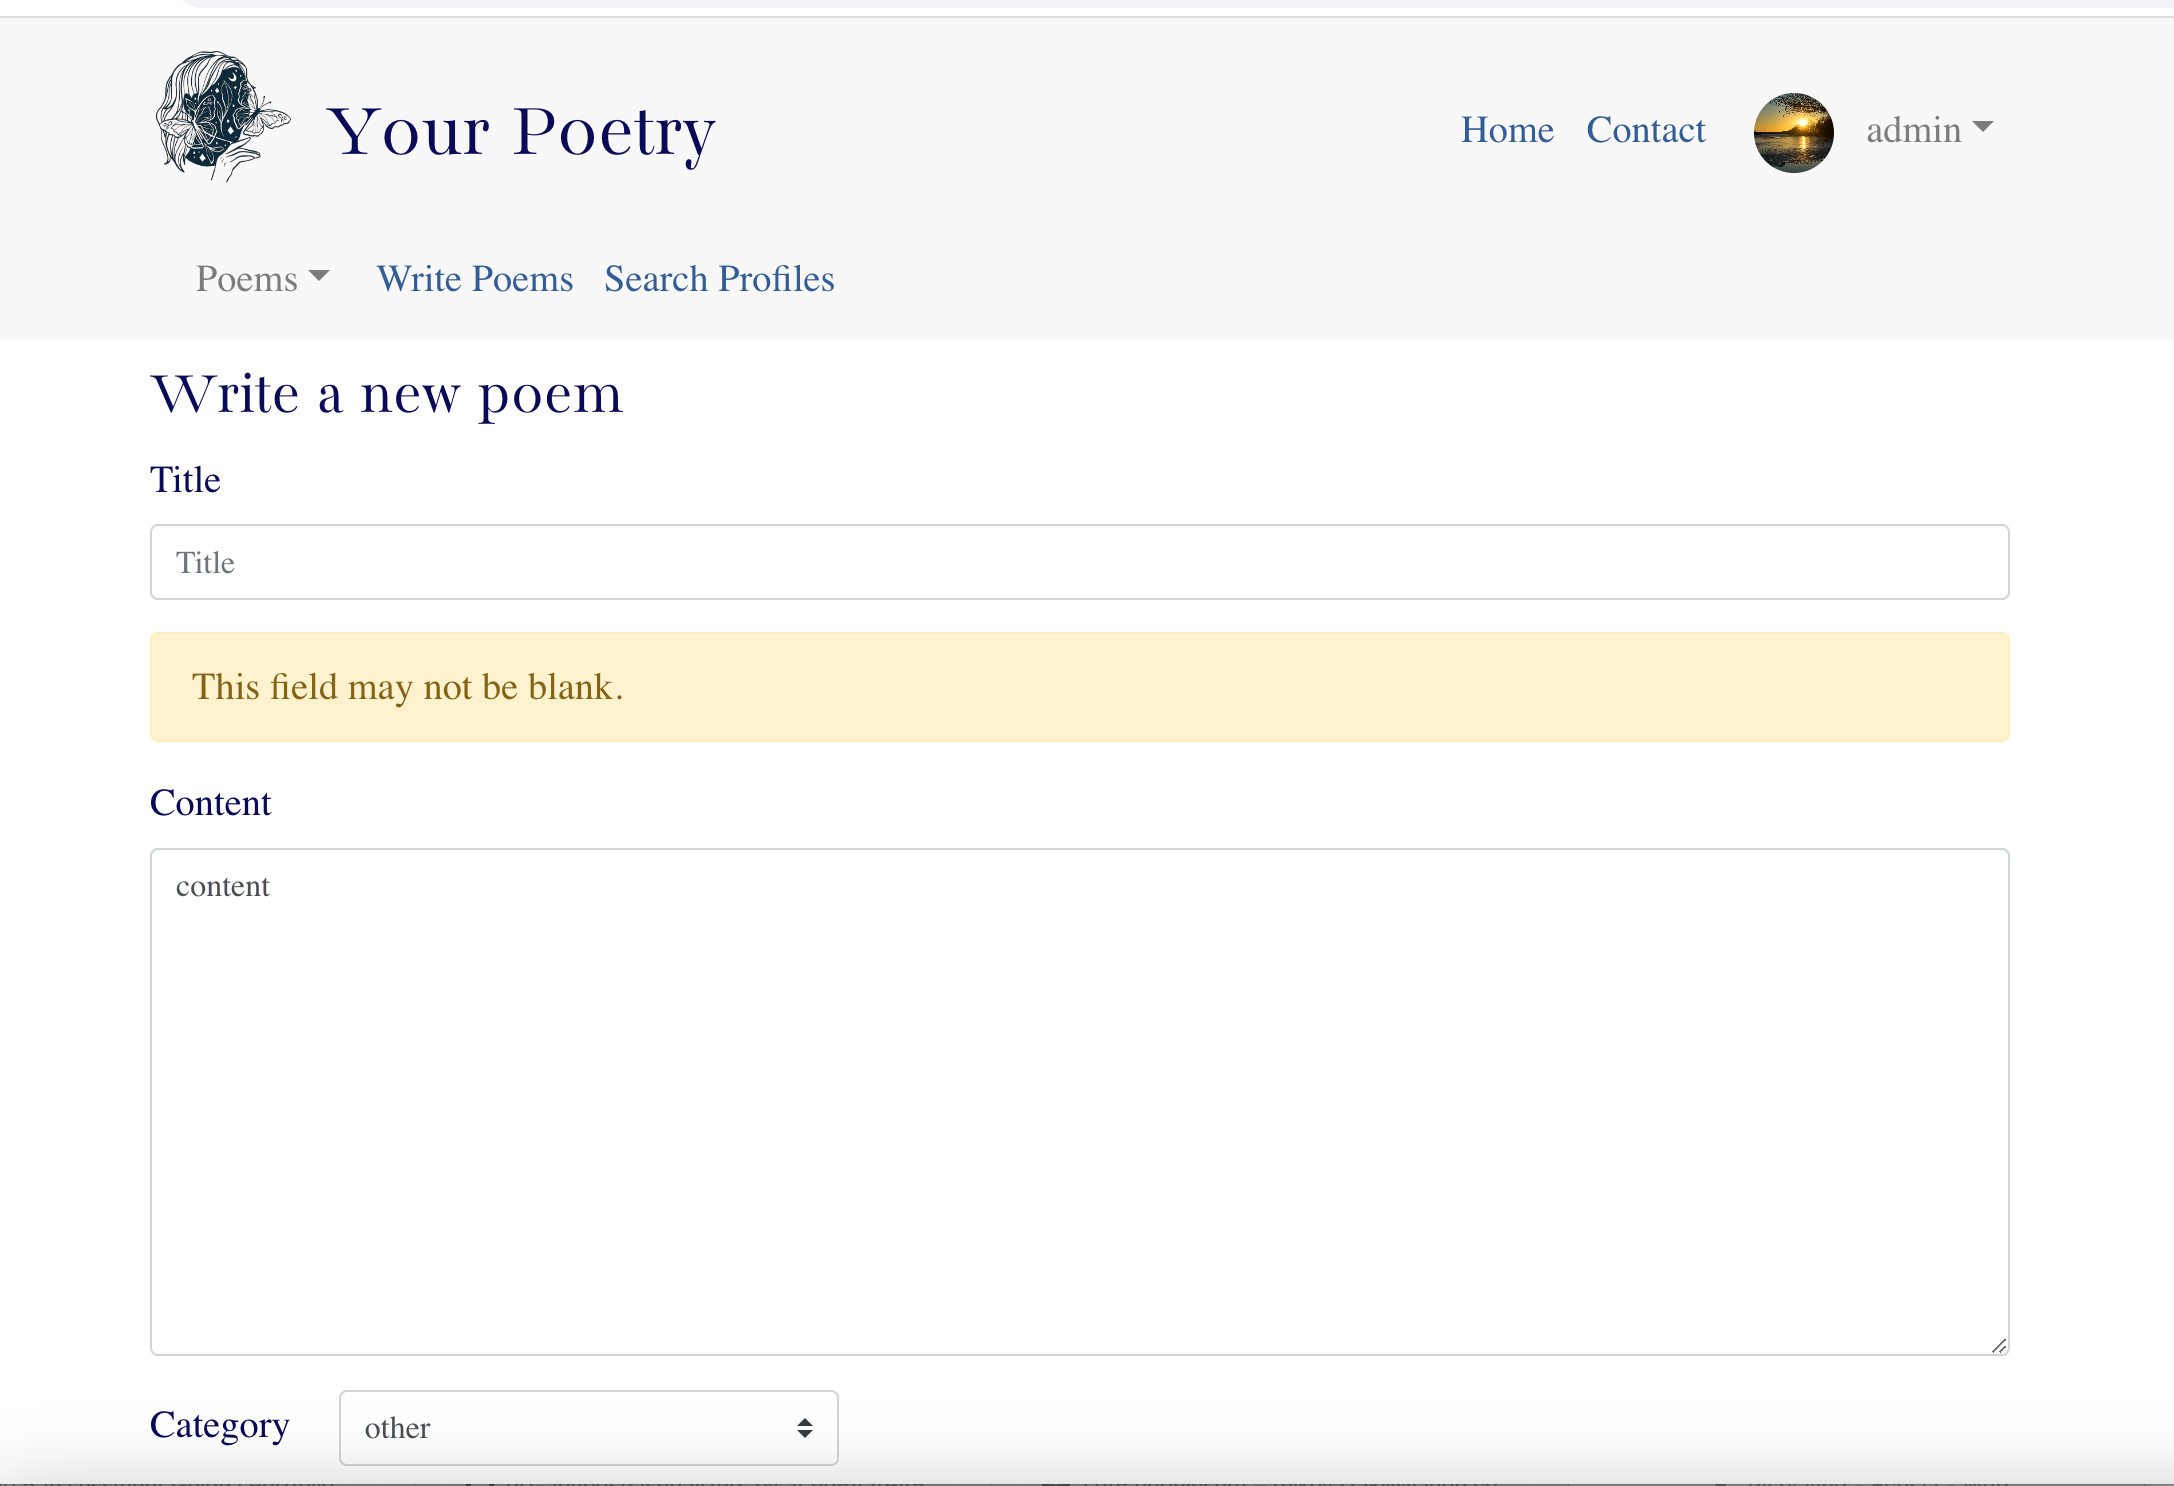 Your Poetry
Home Contact admin
Poems Write Poems Search Profiles
Write a new poem
Title
Title
This field may not be blank.
Content
content
Category other